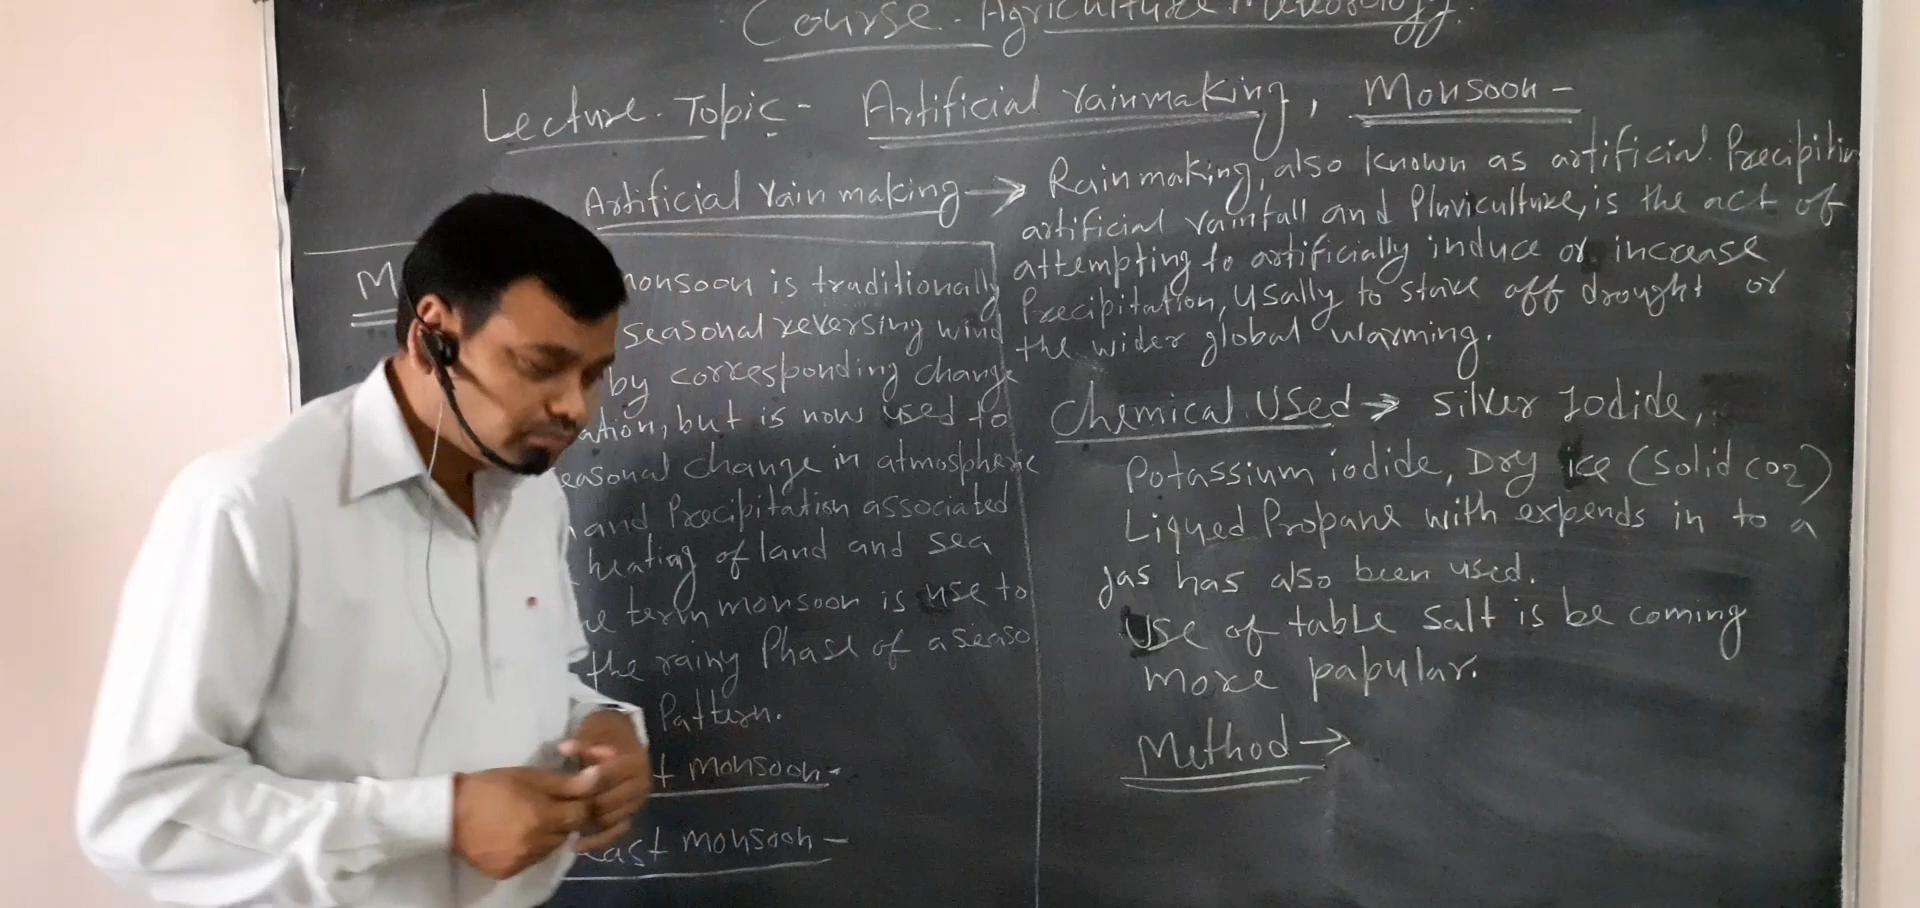 Course - Agriculture Meteorology.
Lecture Topic - Artificial rainmaking, Monsoon -
Artificial rain making → Rainmaking, also known as artificial Precipitin
artificial rainfall and Pluviculture, is the act of
attempting to artificially induce or increase
Precipitation, Usally to stave off drought or
the wider global warming.
Chemical Used → silver Iodide,
Potassium iodide, Dry ice (Solid CO2)
Liqued Propane with expends in to a
gas has also been used.
Use of table salt is be coming
more papular.
Method →
M
monsoon is traditionally
seasonal reversing wind
by corresponding change
ation, but is now used to
easonal change in atmospheric
and Precipitation associated
heating of land and sea
term monsoon is use to
the rainy Phase of a seaso
Pattern.
t monsoon -
East monsoon -